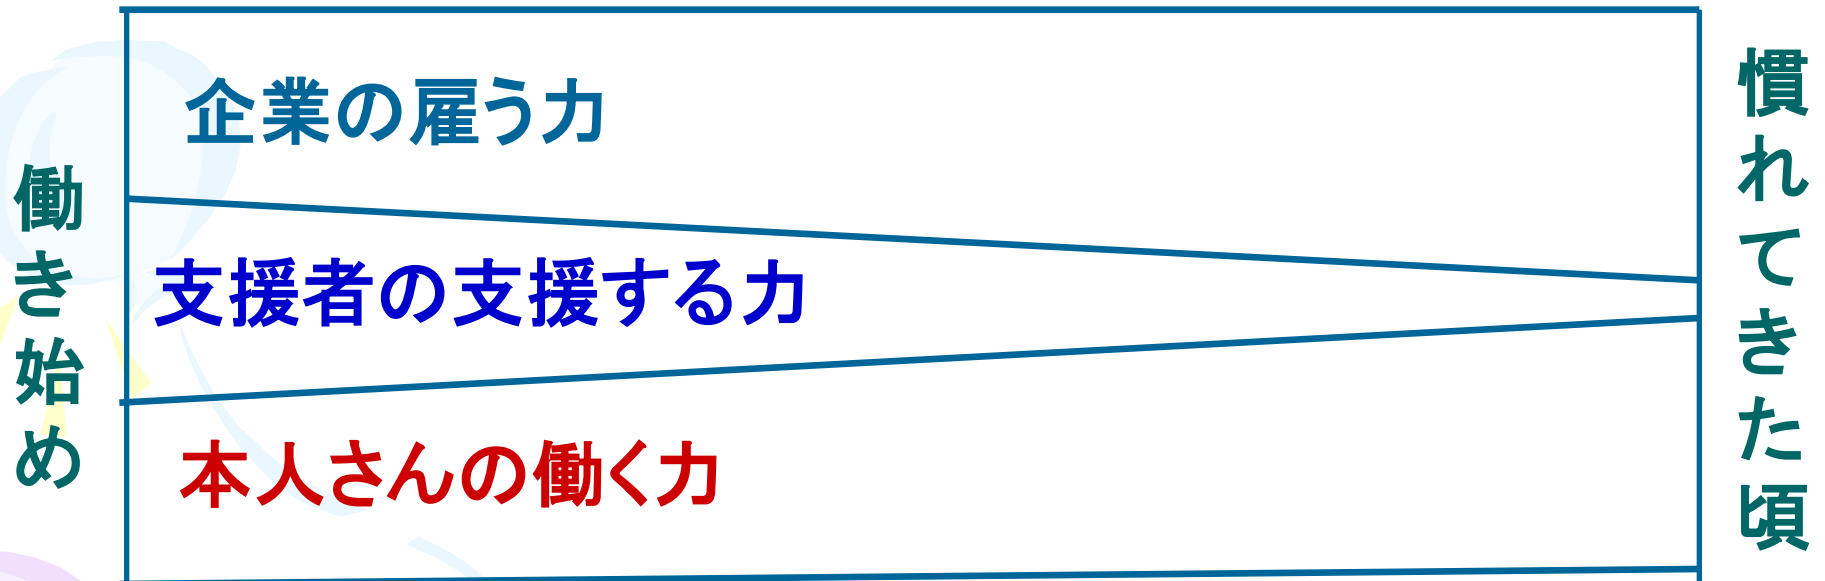 働き始め
企業の雇う力
支援者の支援する力
本人さんの働く力
慣れてきた頃